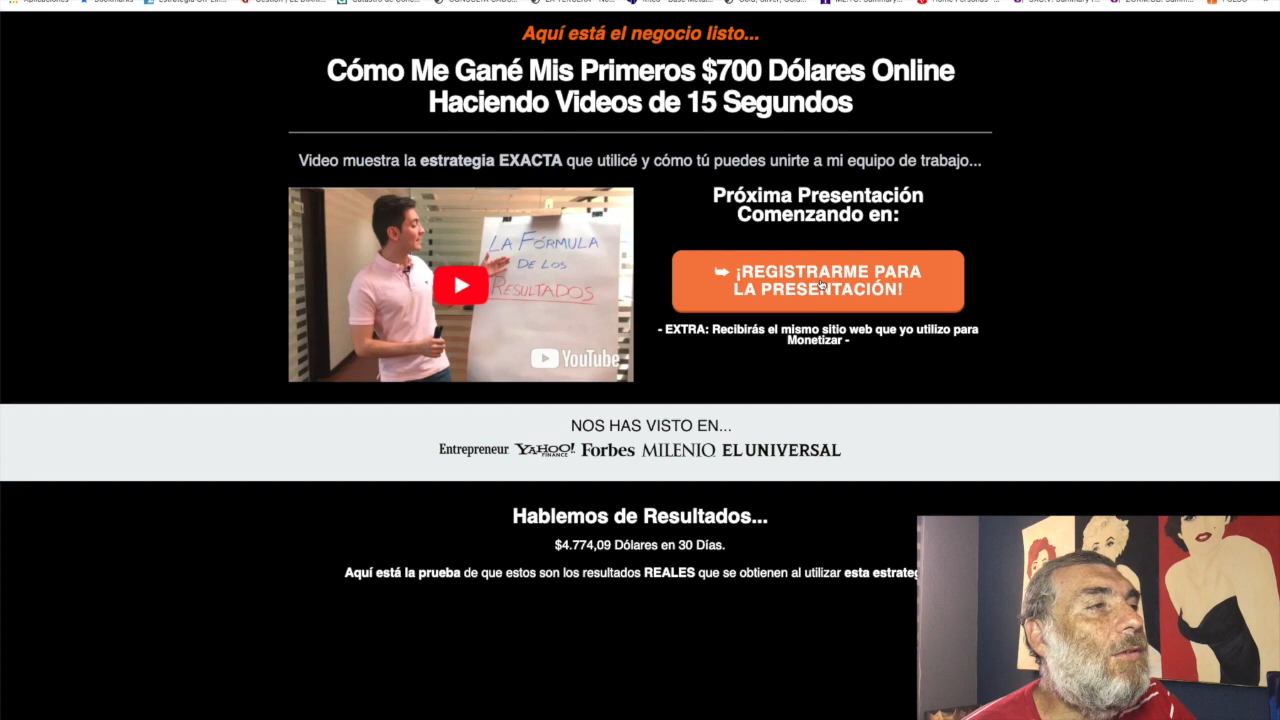 Aquí está el negocio listo...
Cómo Me Gané Mis Primeros $700 Dólares Online
Haciendo Videos de 15 Segundos
Video muestra la estrategia EXACTA que utilicé y cómo tú puedes unirte a mi equipo de trabajo...
LA FÓRMULA
DE LOS
RESULTADOS
YouTube
Próxima Presentación
Comenzando en:
➥ ¡REGISTRARME PARA
LA PRESENTACIÓN!
- EXTRA: Recibirás el mismo sitio web que yo utilizo para
Monetizar -
NOS HAS VISTO EN...
Entrepreneur YAHOO! FINANCE Forbes MILENIO EL UNIVERSAL
Hablemos de Resultados...
$4.774,09 Dólares en 30 Días.
Aquí está la prueba de que estos son los resultados REALES que se obtienen al utilizar esta